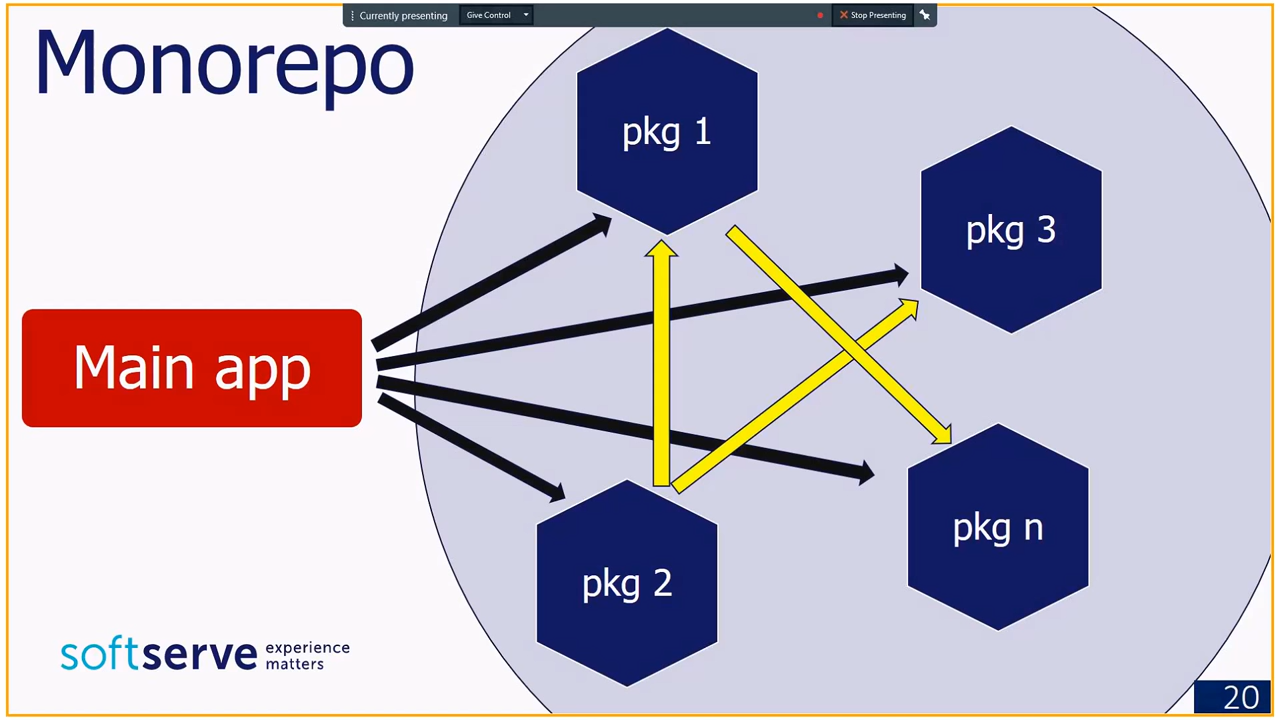 Currently presenting
Give Control
Stop Presenting
Monorepo
pkg 1
pkg 3
Main app
pkg n
pkg 2
softserve
experience
matters
20